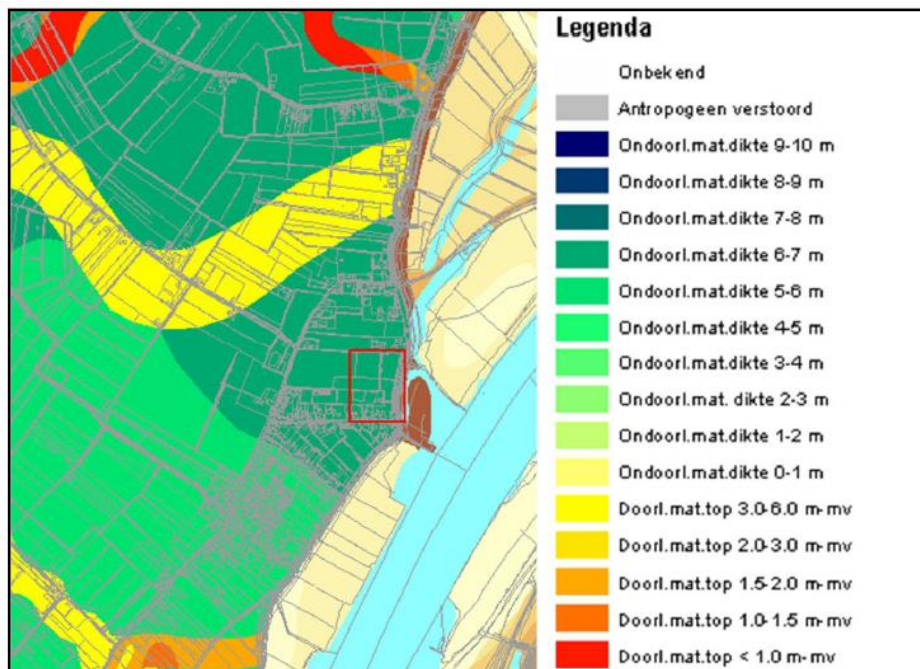 Legenda
Onbekend
Antropogeen verstoord
Ondoorl.mat.dikte 9-10 m
Ondoorl.mat.dikte 8-9 m
Ondoorl.mat.dikte 7-8 m
Ondoorl.mat.dikte 6-7 m
Ondoorl.mat.dikte 5-6 m
Ondoorl.mat.dikte 4-5 m
Ondoorl.mat.dikte 3-4 m
Ondoorl.mat. dikte 2-3 m
Ondoorl.mat.dikte 1-2 m
Ondoorl.mat.dikte 0-1 m
Doorl.mat.top 3.0-6.0 m-mv
Doorl.mat.top 2.0-3.0 m-mv
Doorl.mat.top 1.5-2.0 m-mv
Doorl.mat.top 1.0-1.5 m-mv
Doorl.mat.top < 1.0 m-mv